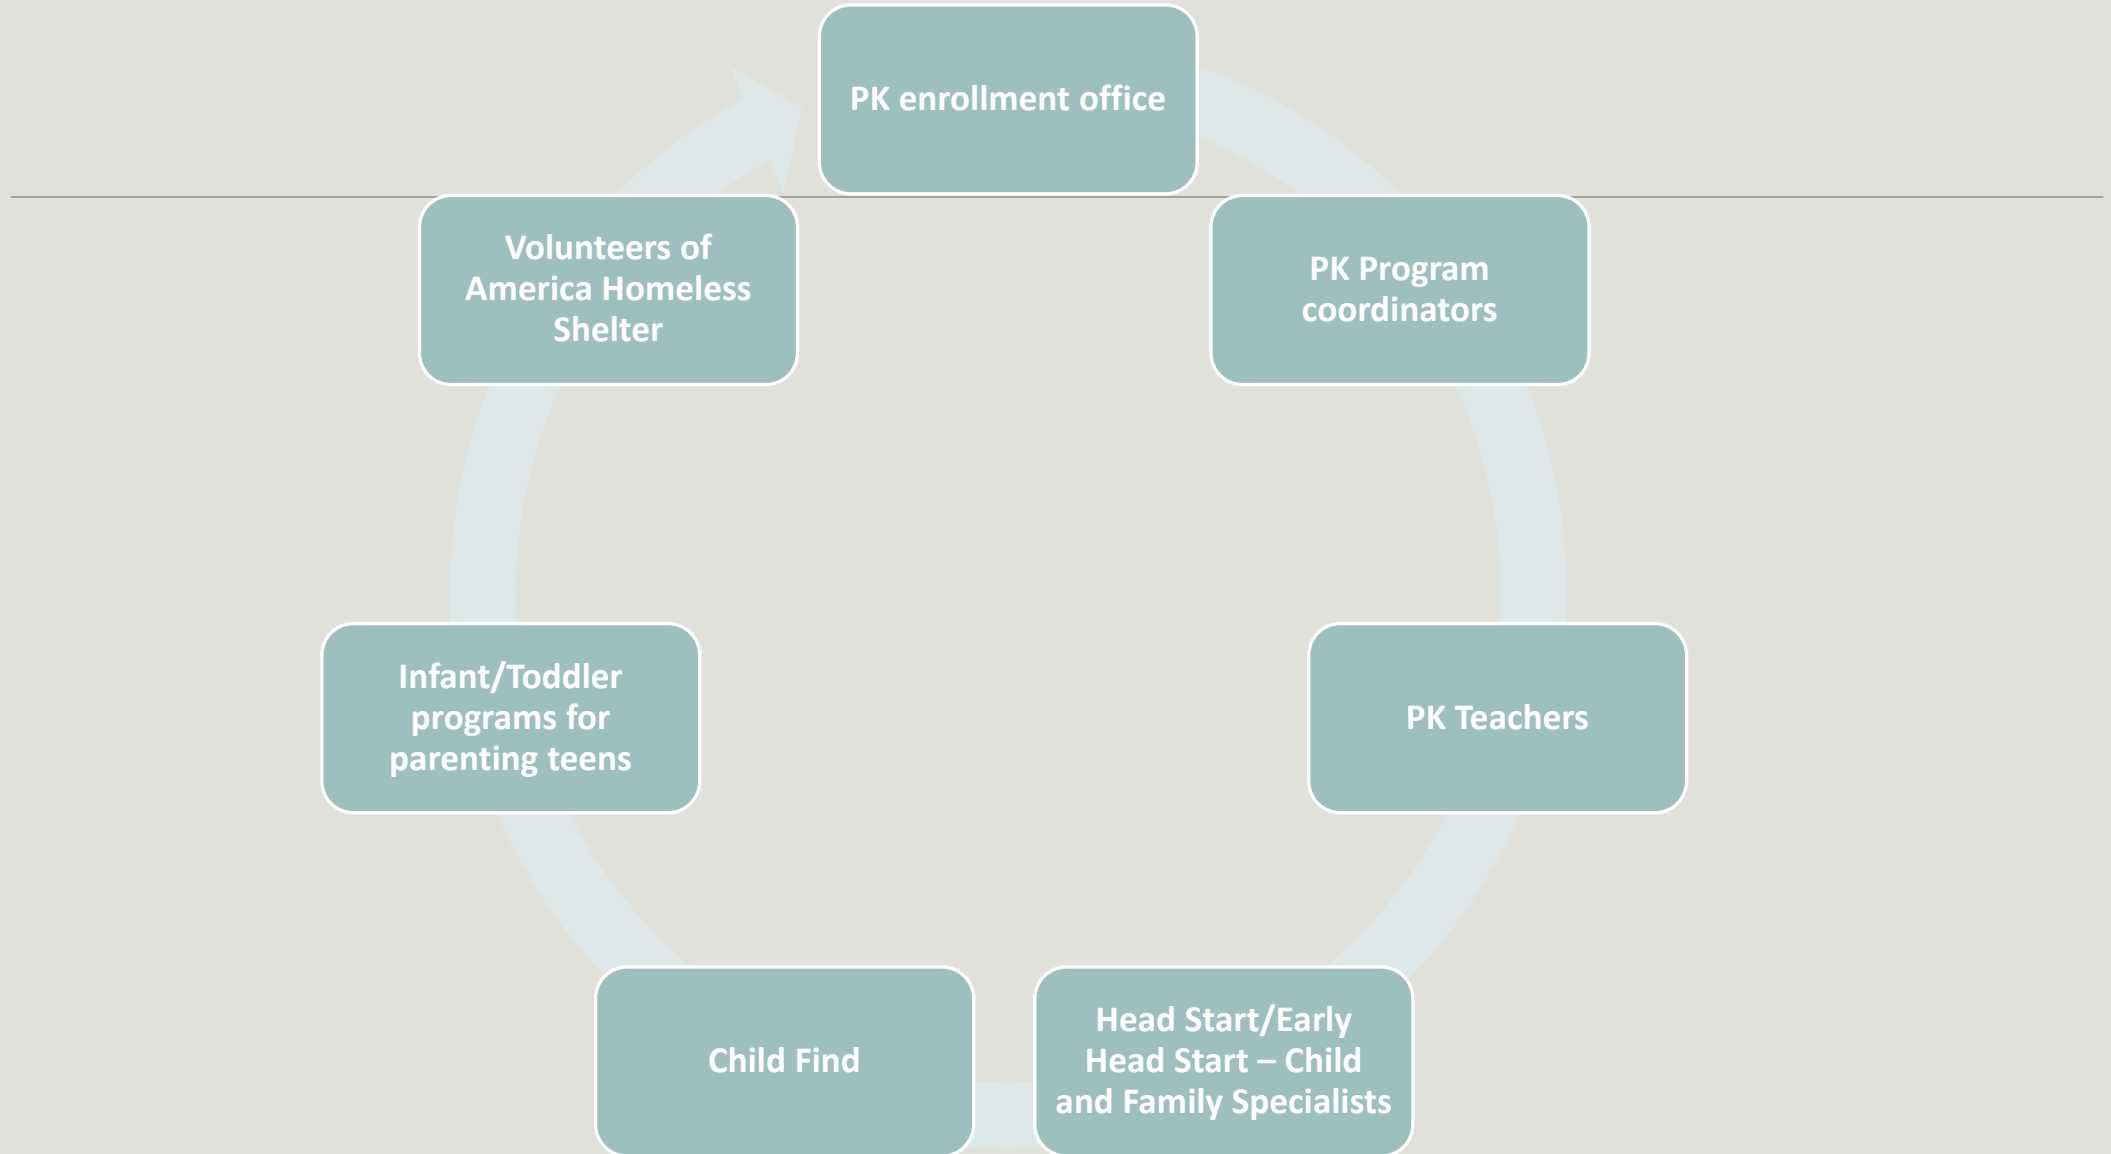 PK enrollment office
PK Program
coordinators
PK Teachers
Head Start/Early
Head Start – Child
and Family Specialists
Child Find
Infant/Toddler
programs for
parenting teens
Volunteers of
America Homeless
Shelter